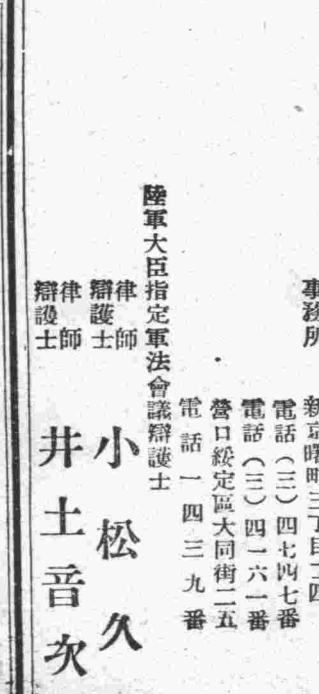 事務所
新京曙町三丁目
電話(三)四七四七番
電話(三)四一六一番
營口綏定區大同街二五
電話一四三九番
陸軍大臣指定軍法會議辯護士
律師
辯護士
小松久
律師
辯護士
井土音次